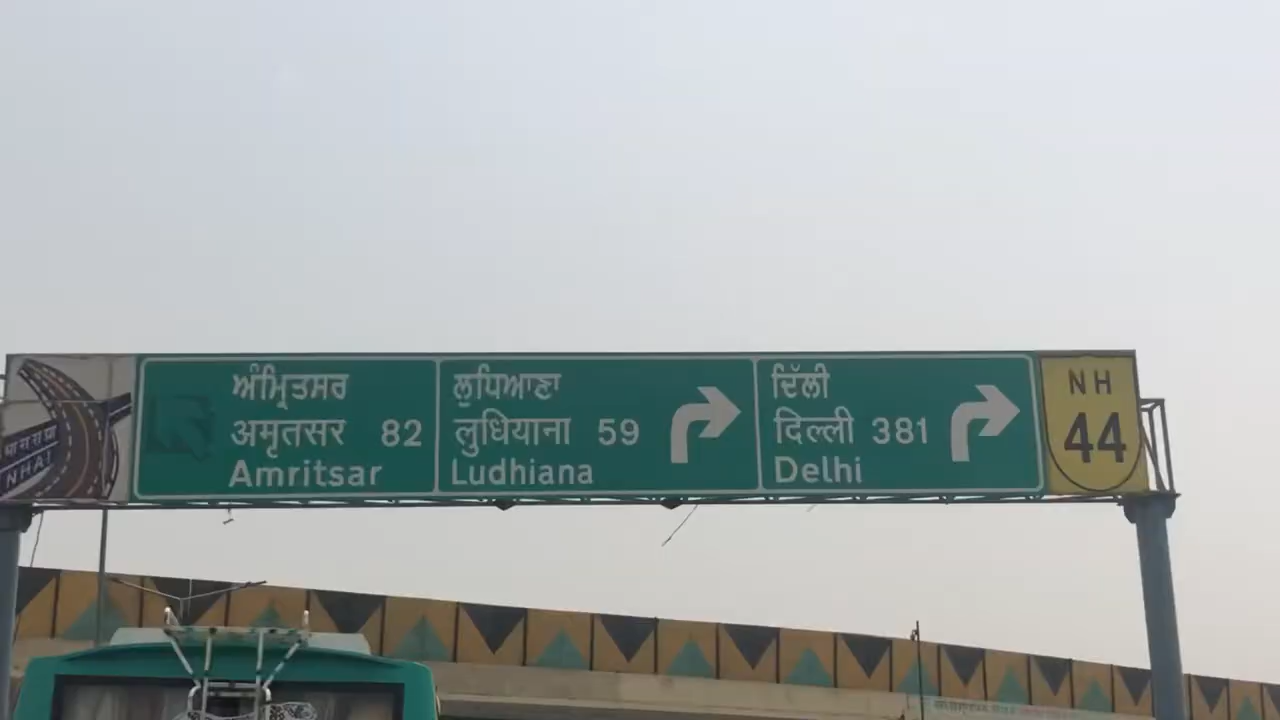 भा रा रा प्रा
NHAI
ਅੰਮ੍ਰਿਤਸਰ
अमृतसर 82
Amritsar
ਲੁਧਿਆਣਾ
लुधियाना 59
Ludhiana
ਦਿੱਲੀ
दिल्ली 381
Delhi
NH
44